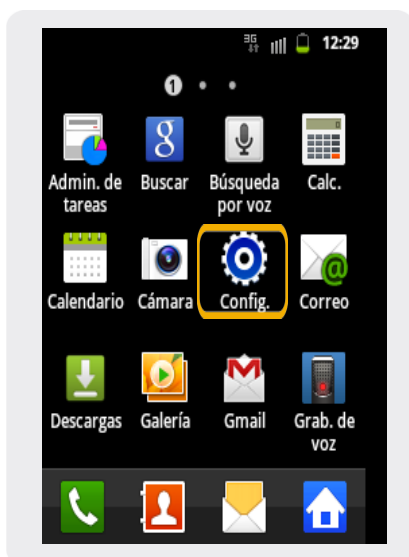 3G 12:29
1
Admin. de Buscar Búsqueda Calc.
tareas por voz
Calendario Cámara Config. Correo
Descargas Galería Gmail Grab. de
voz